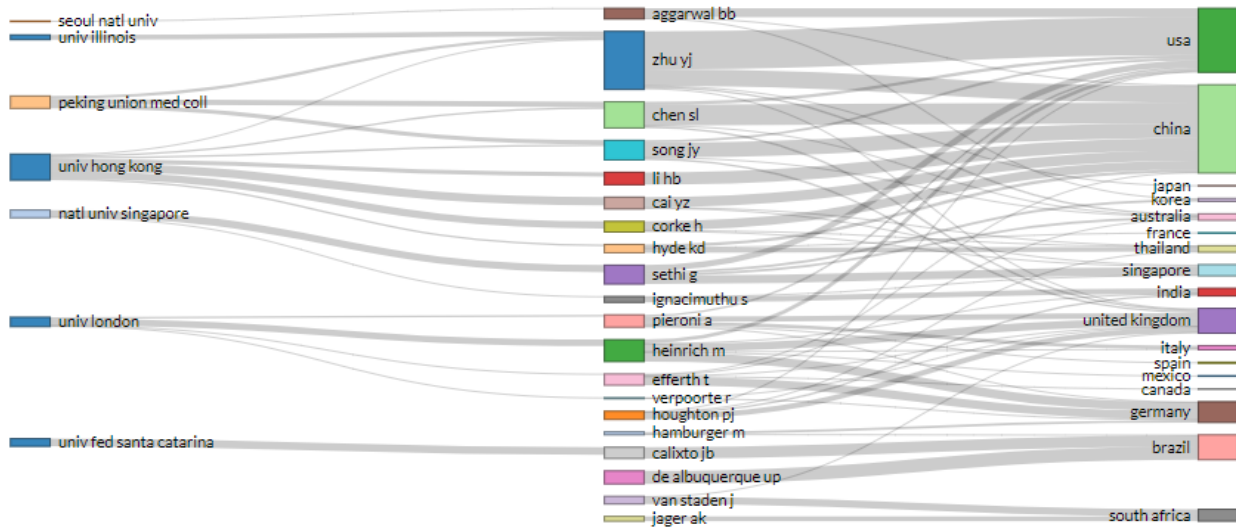 seoul natl univ
univ illinois
peking union med coll
univ hong kong
natl univ singapore
univ london
univ fed santa catarina
aggarwal bb
zhu yj
chen sl
song jy
li hb
cai yz
corke h
hyde kd
sethi g
ignacimuthu s
pieroni a
heinrich m
efferth t
verpoorte r
houghton pj
hamburger m
calixto jb
de albuquerque up
van staden j
jager ak
usa
china
japan
korea
australia
france
thailand
singapore
india
united kingdom
italy
spain
mexico
canada
germany
brazil
south africa